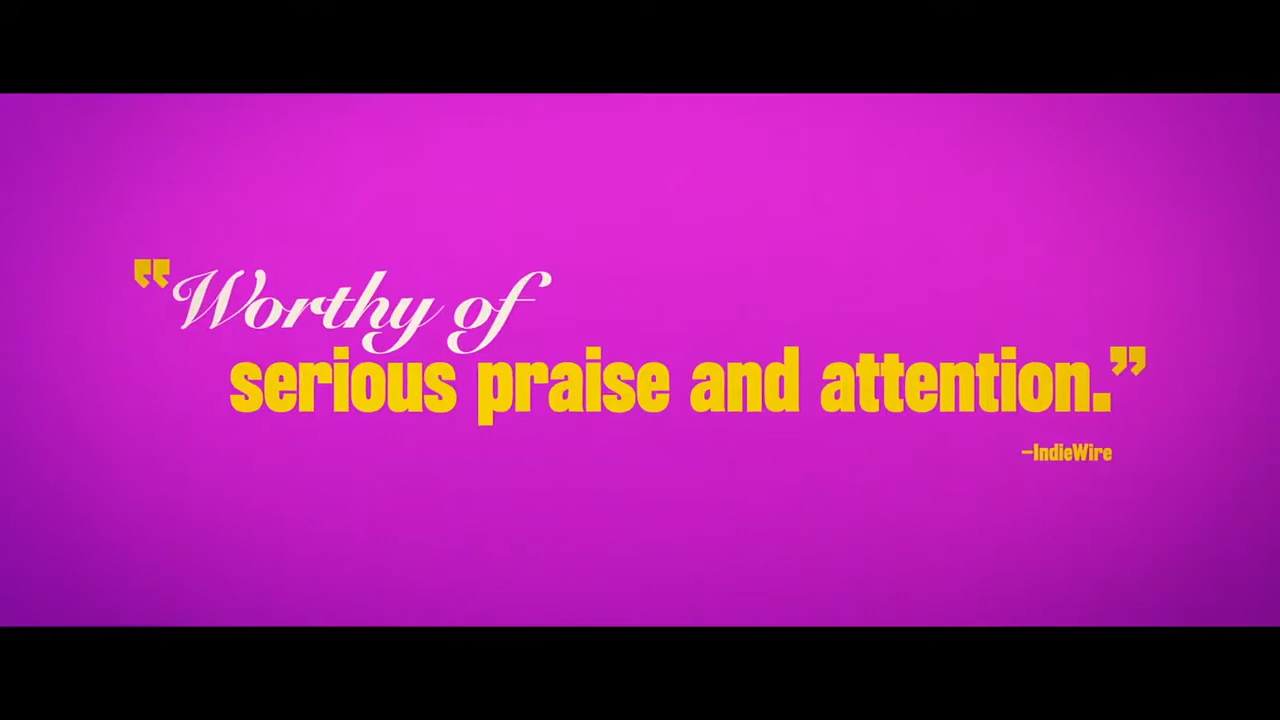 “Worthy of
serious praise and attention.”
–IndieWire